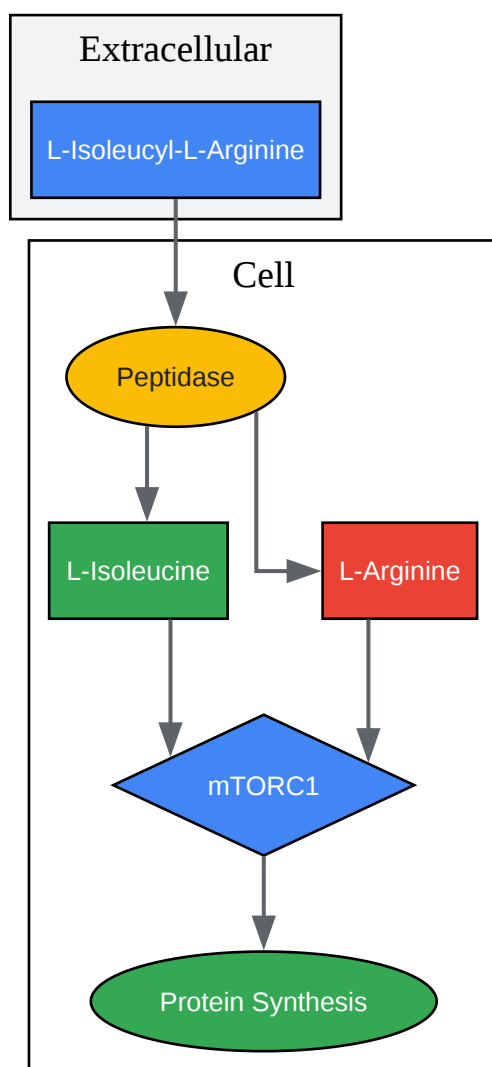 Extracellular
L-Isoleucyl-L-Arginine
Cell
Peptidase
L-Isoleucine
L-Arginine
mTORC1
Protein Synthesis